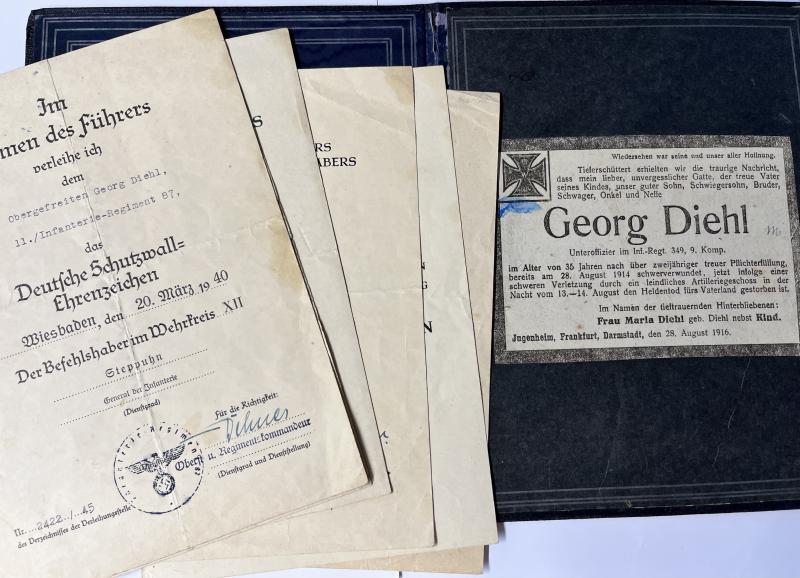 Im
men des Führers
verleihe ich
dem
Obergefreiten Georg Diehl,
11./Infanterie-Regiment 87,
das
Deutsche Schutzwall=
Ehrenzeichen
Wiesbaden, den 20. März 1940
Der Befehlshaber im Wehrkreis XII
Steppuhn
General der Infanterie
(Dienstgrad)
Für die Richtigkeit:
Oberst u. Regimentskommandeur
(Dienstgrad und Dienststellung)
Nr. 2422../.45
des Verzeichnisses der Verleihungsstelle
S
RS
HABERS
N
G
N
Wiedersehen war seine und unser aller Hoffnung.
Tieferschüttert erhielten wir die traurige Nachricht,
dass mein lieber, unvergesslicher Gatte, der treue Vater
seines Kindes, unser guter Sohn, Schwiegersohn, Bruder,
Schwager, Onkel und Neffe
Georg Diehl
Unteroffizier im Inf.-Regt. 349, 9. Komp.
im Alter von 35 Jahren nach über zweijähriger treuer Pflichterfüllung,
bereits am 28. August 1914 schwerverwundet, jetzt infolge einer
schweren Verletzung durch ein feindliches Artilleriegeschoss in der
Nacht vom 13.—14. August den Heldentod fürs Vaterland gestorben ist.
Im Namen der tieftrauernden Hinterbliebenen:
Frau Maria Diehl geb. Diehl nebst Kind.
Jugenheim, Frankfurt, Darmstadt, den 28. August 1916.